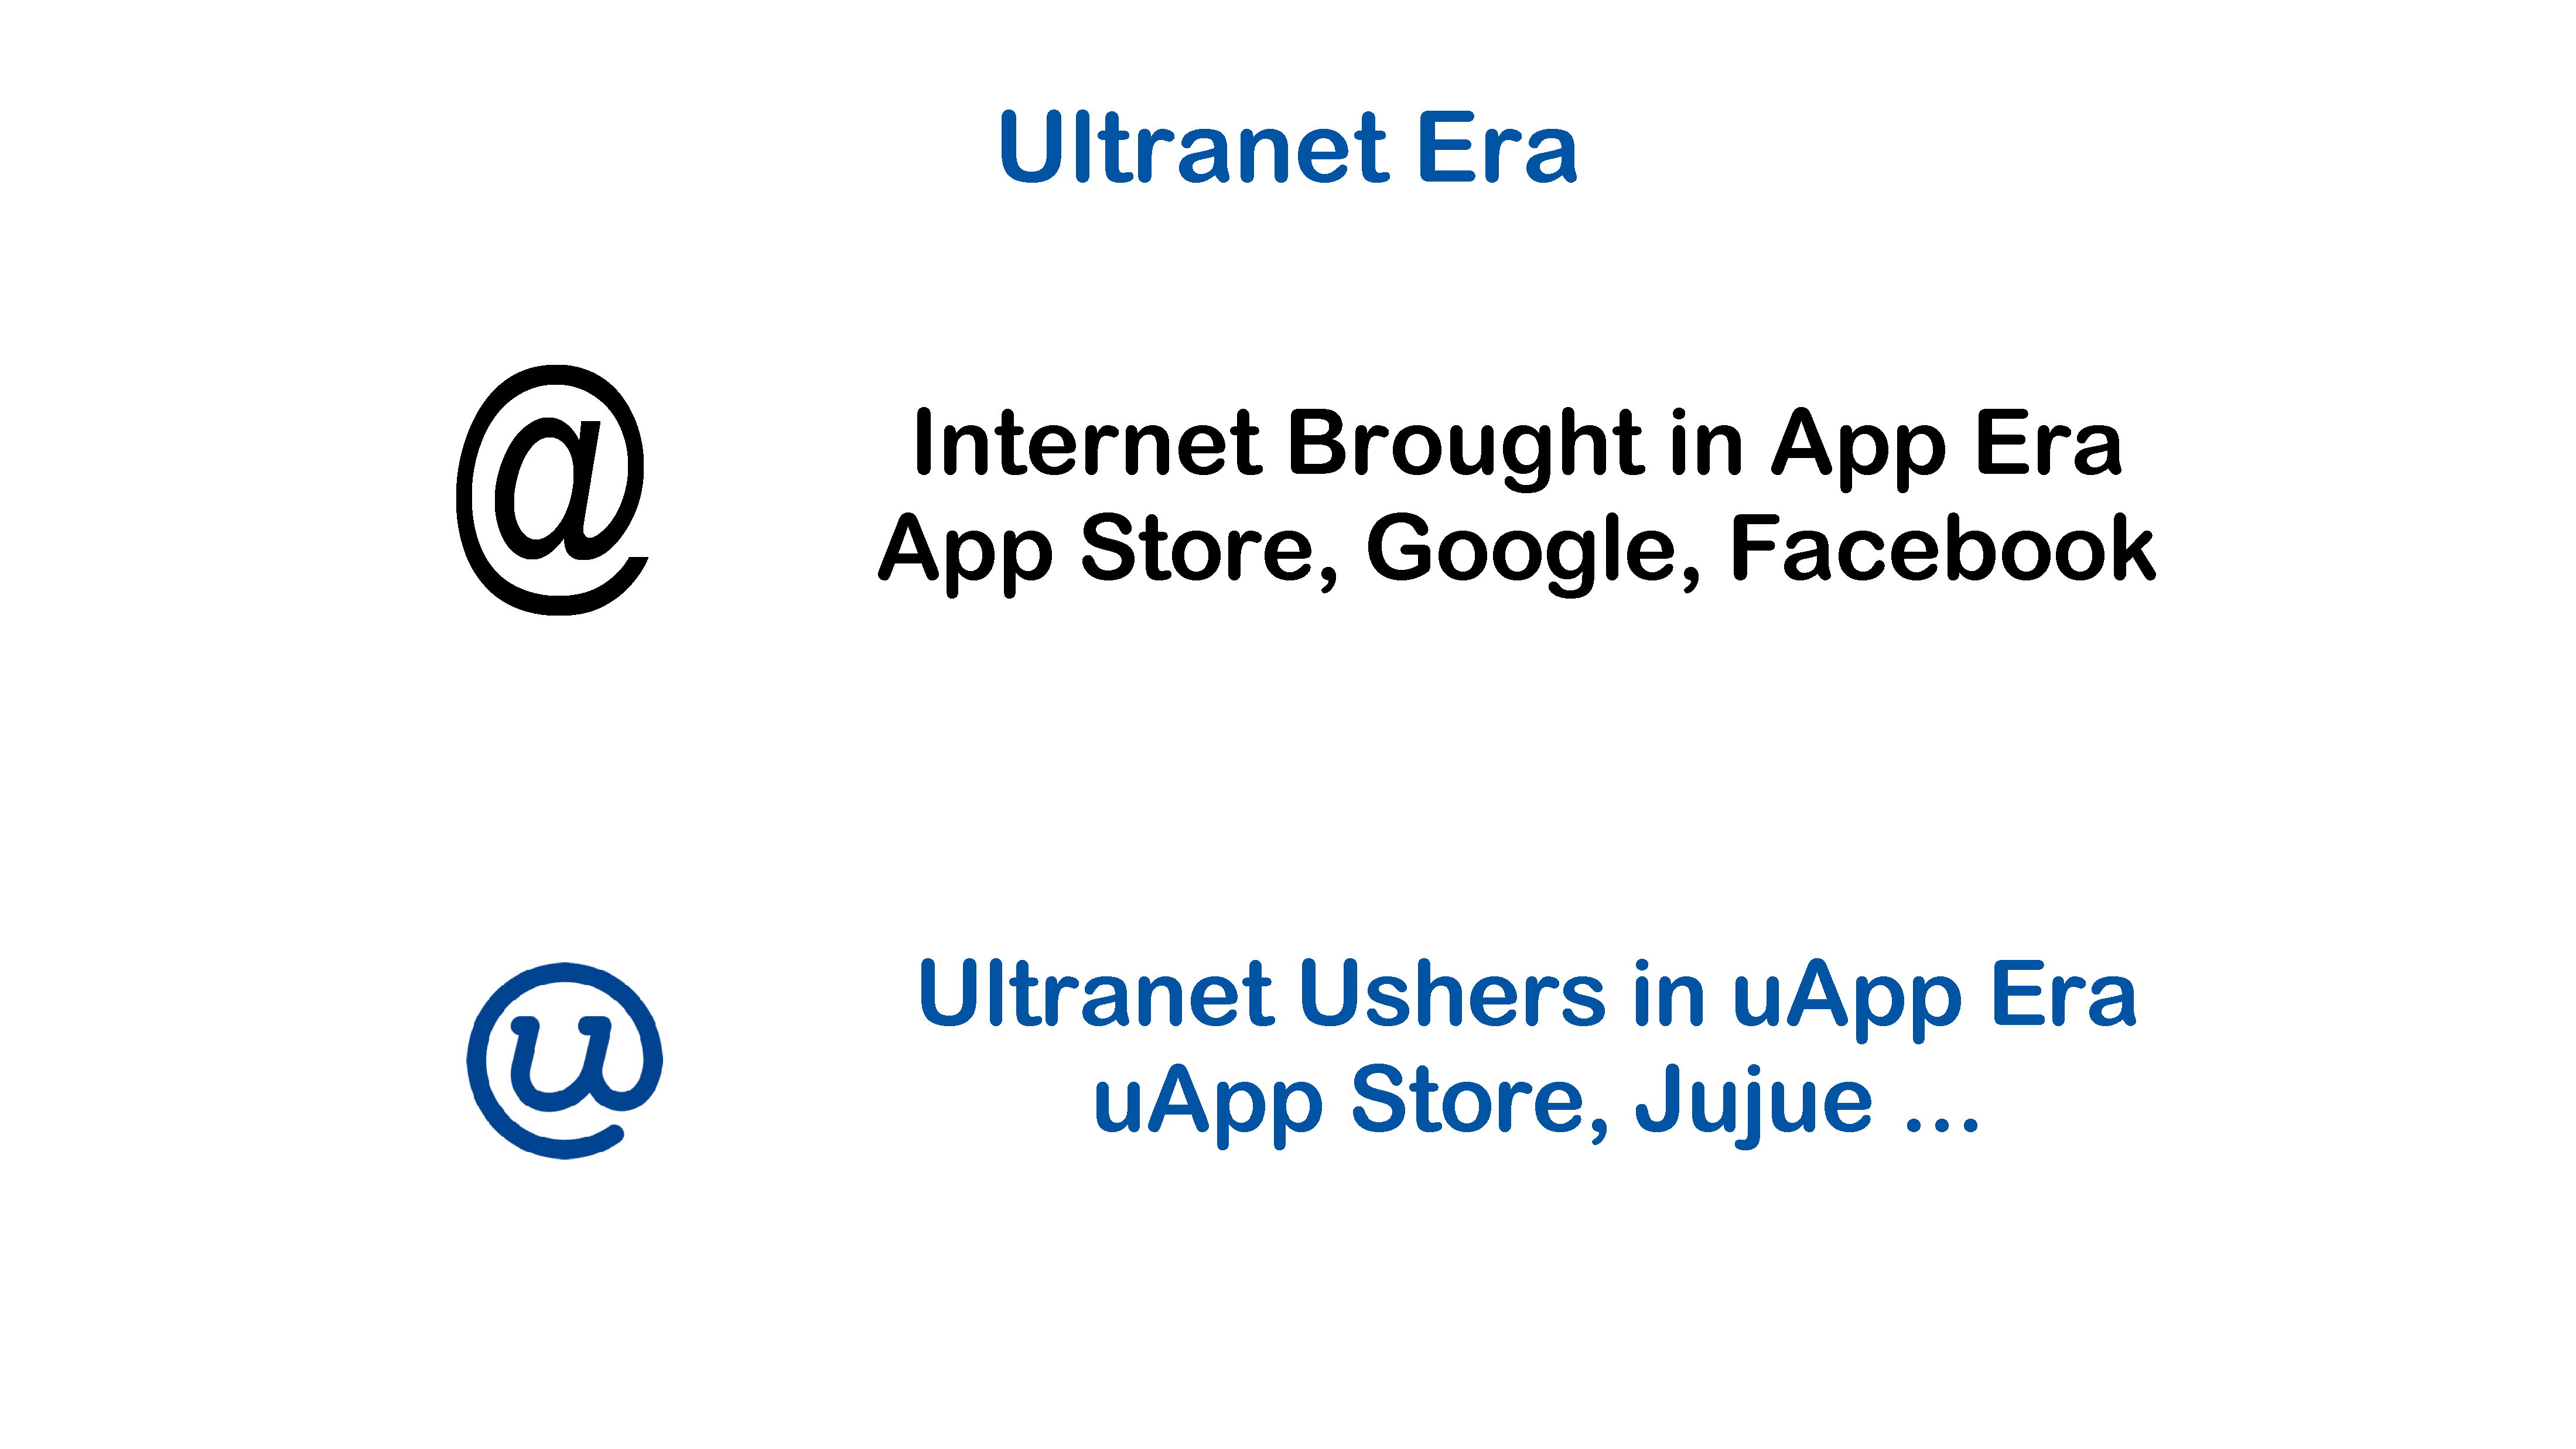 Ultranet Era
@
Internet Brought in App Era
App Store, Google, Facebook
u
Ultranet Ushers in uApp Era
uApp Store, Jujue ...